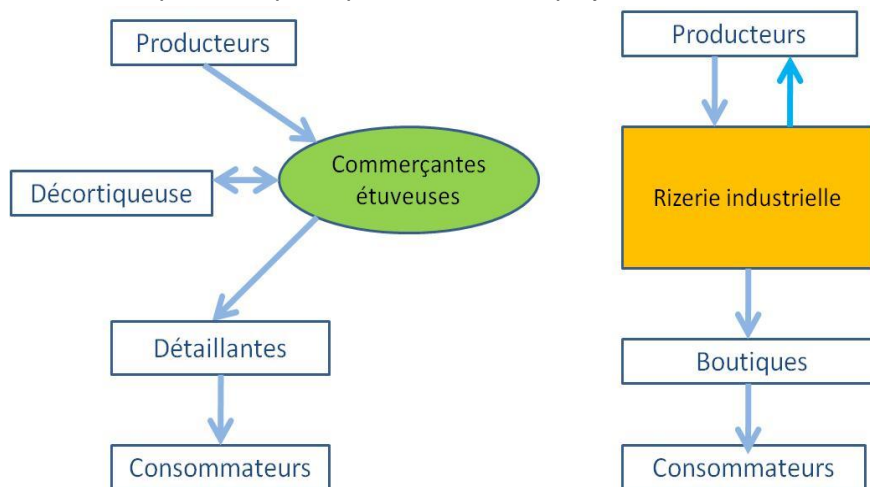 Producteurs
Commerçantes
étuveuses
Décortiqueuse
Détaillantes
Consommateurs
Producteurs
Rizerie industrielle
Boutiques
Consommateurs